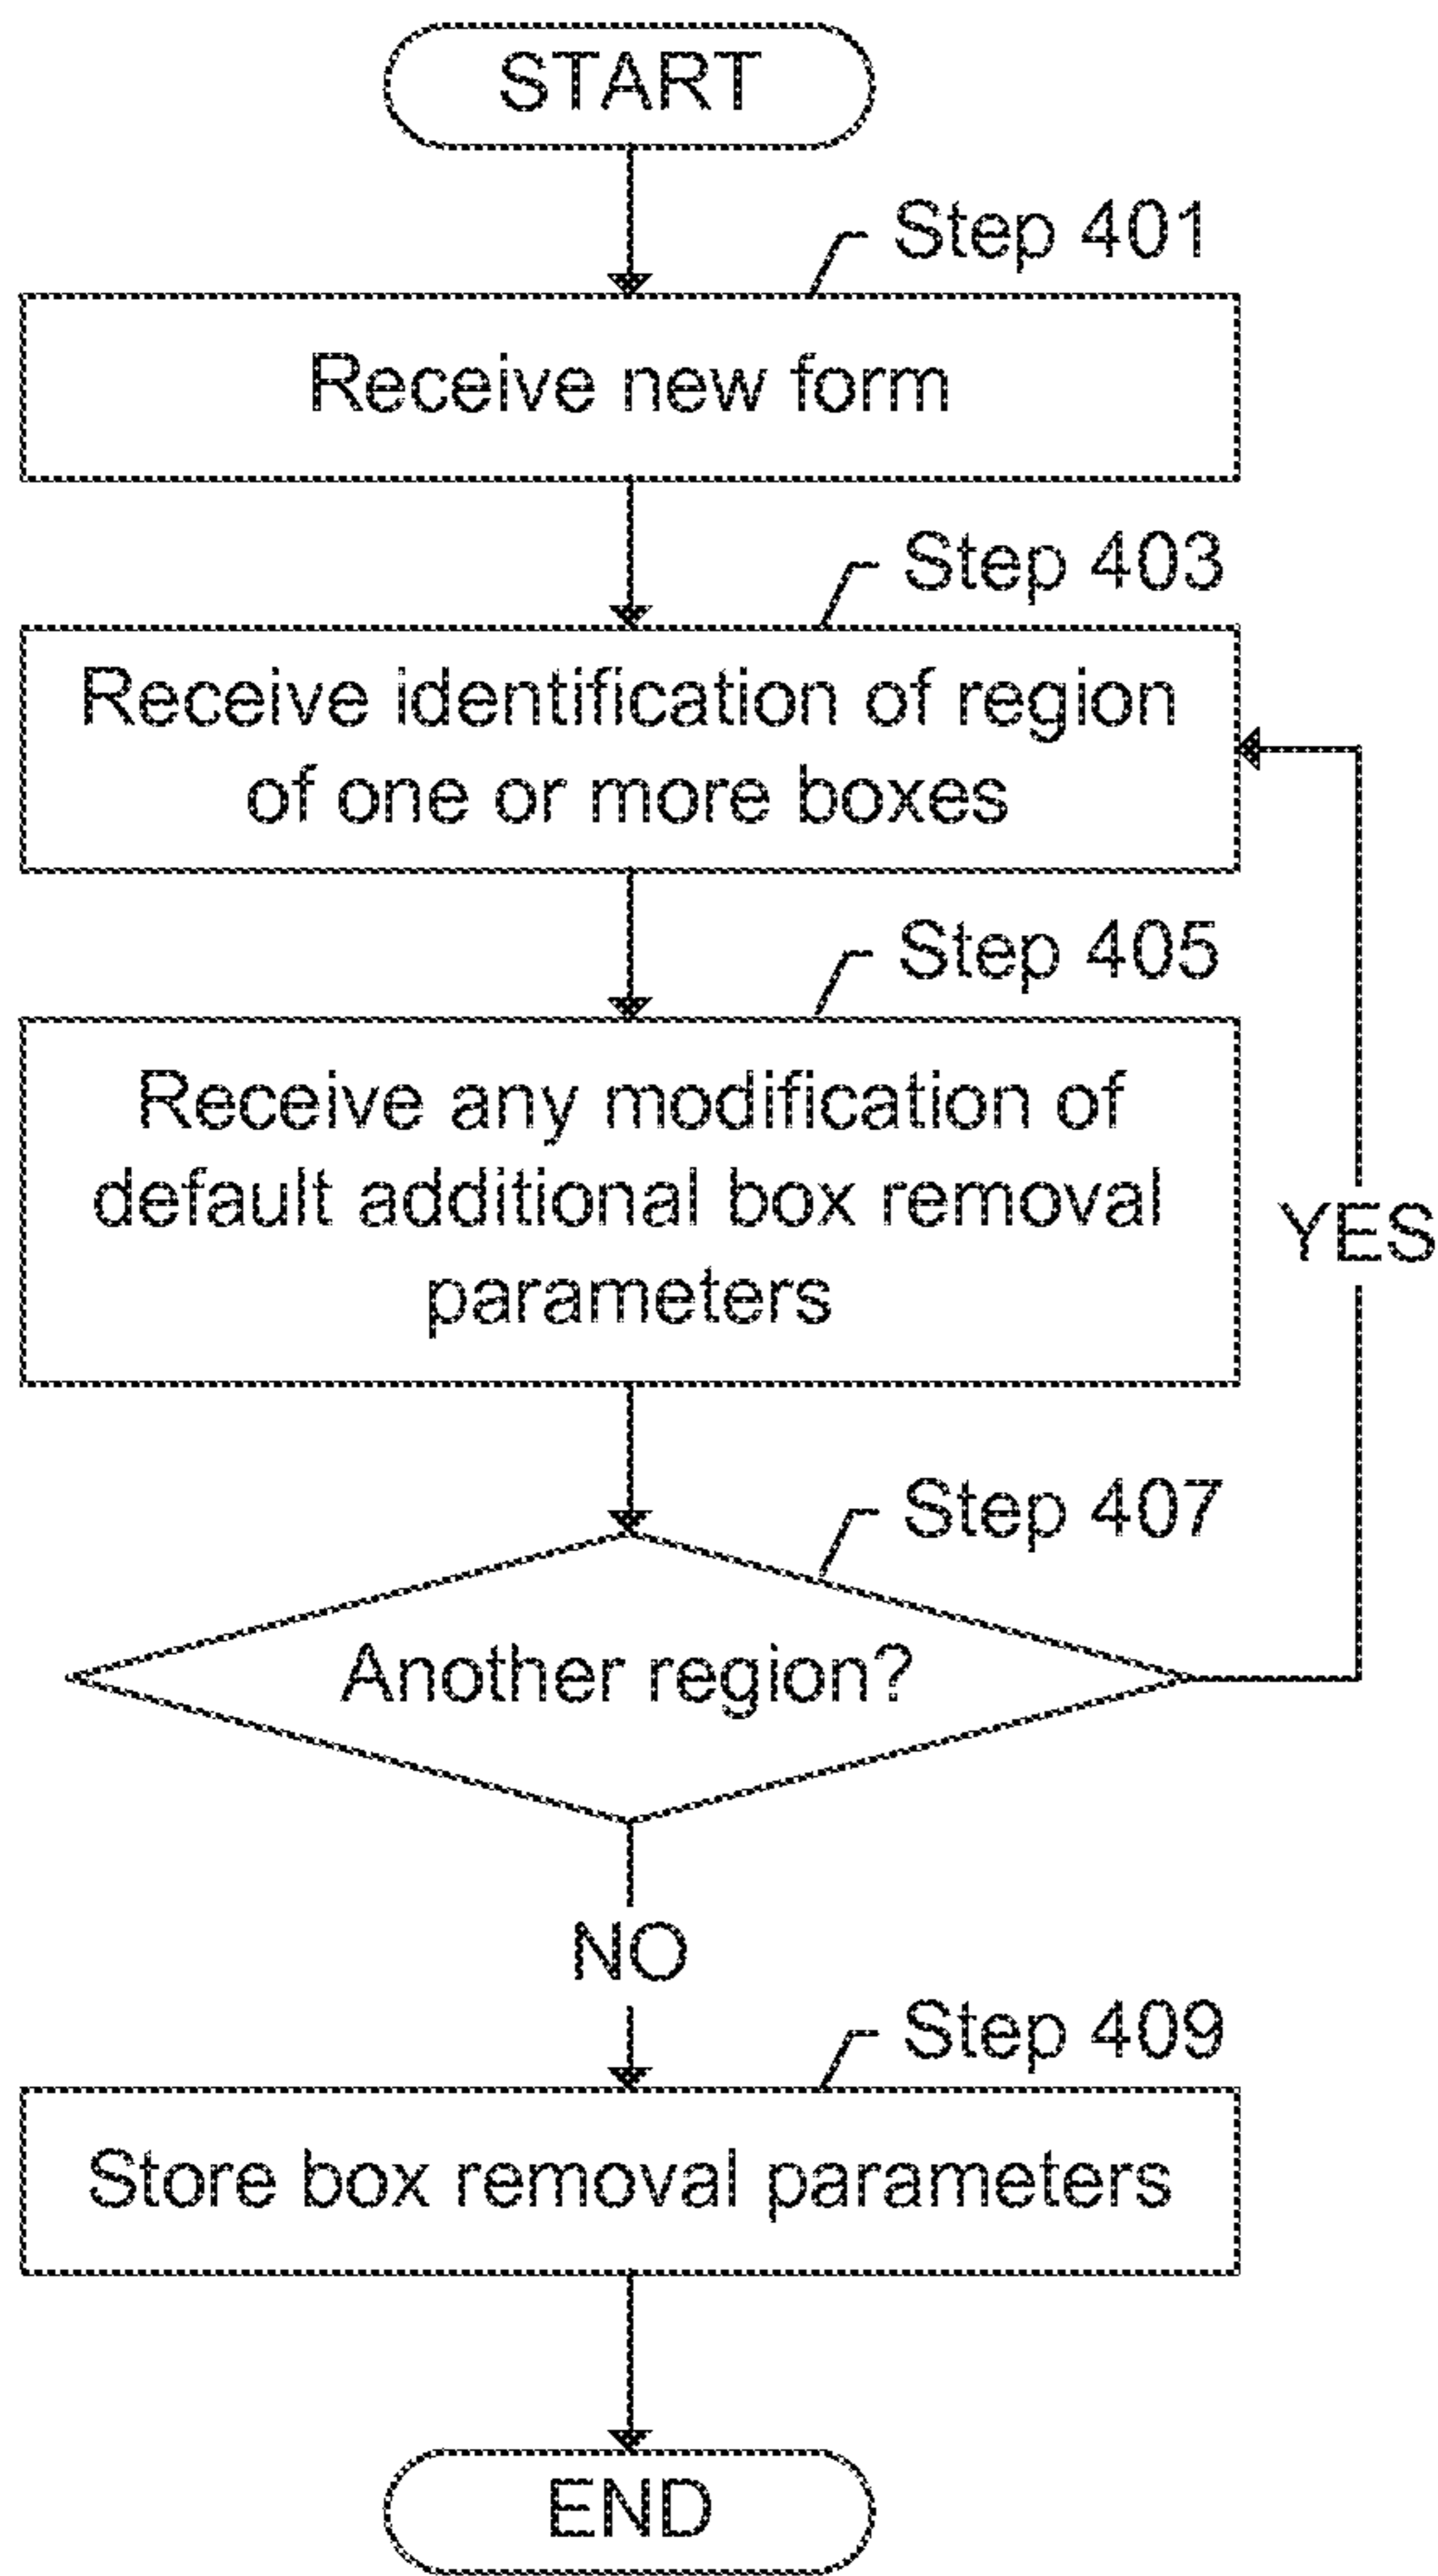 START
Step 401
Receive new form
Step 403
Receive identification of region
of one or more boxes
Step 405
Receive any modification of
default additional box removal
parameters
YES
Step 407
Another region?
NO
Step 409
Store box removal parameters
END